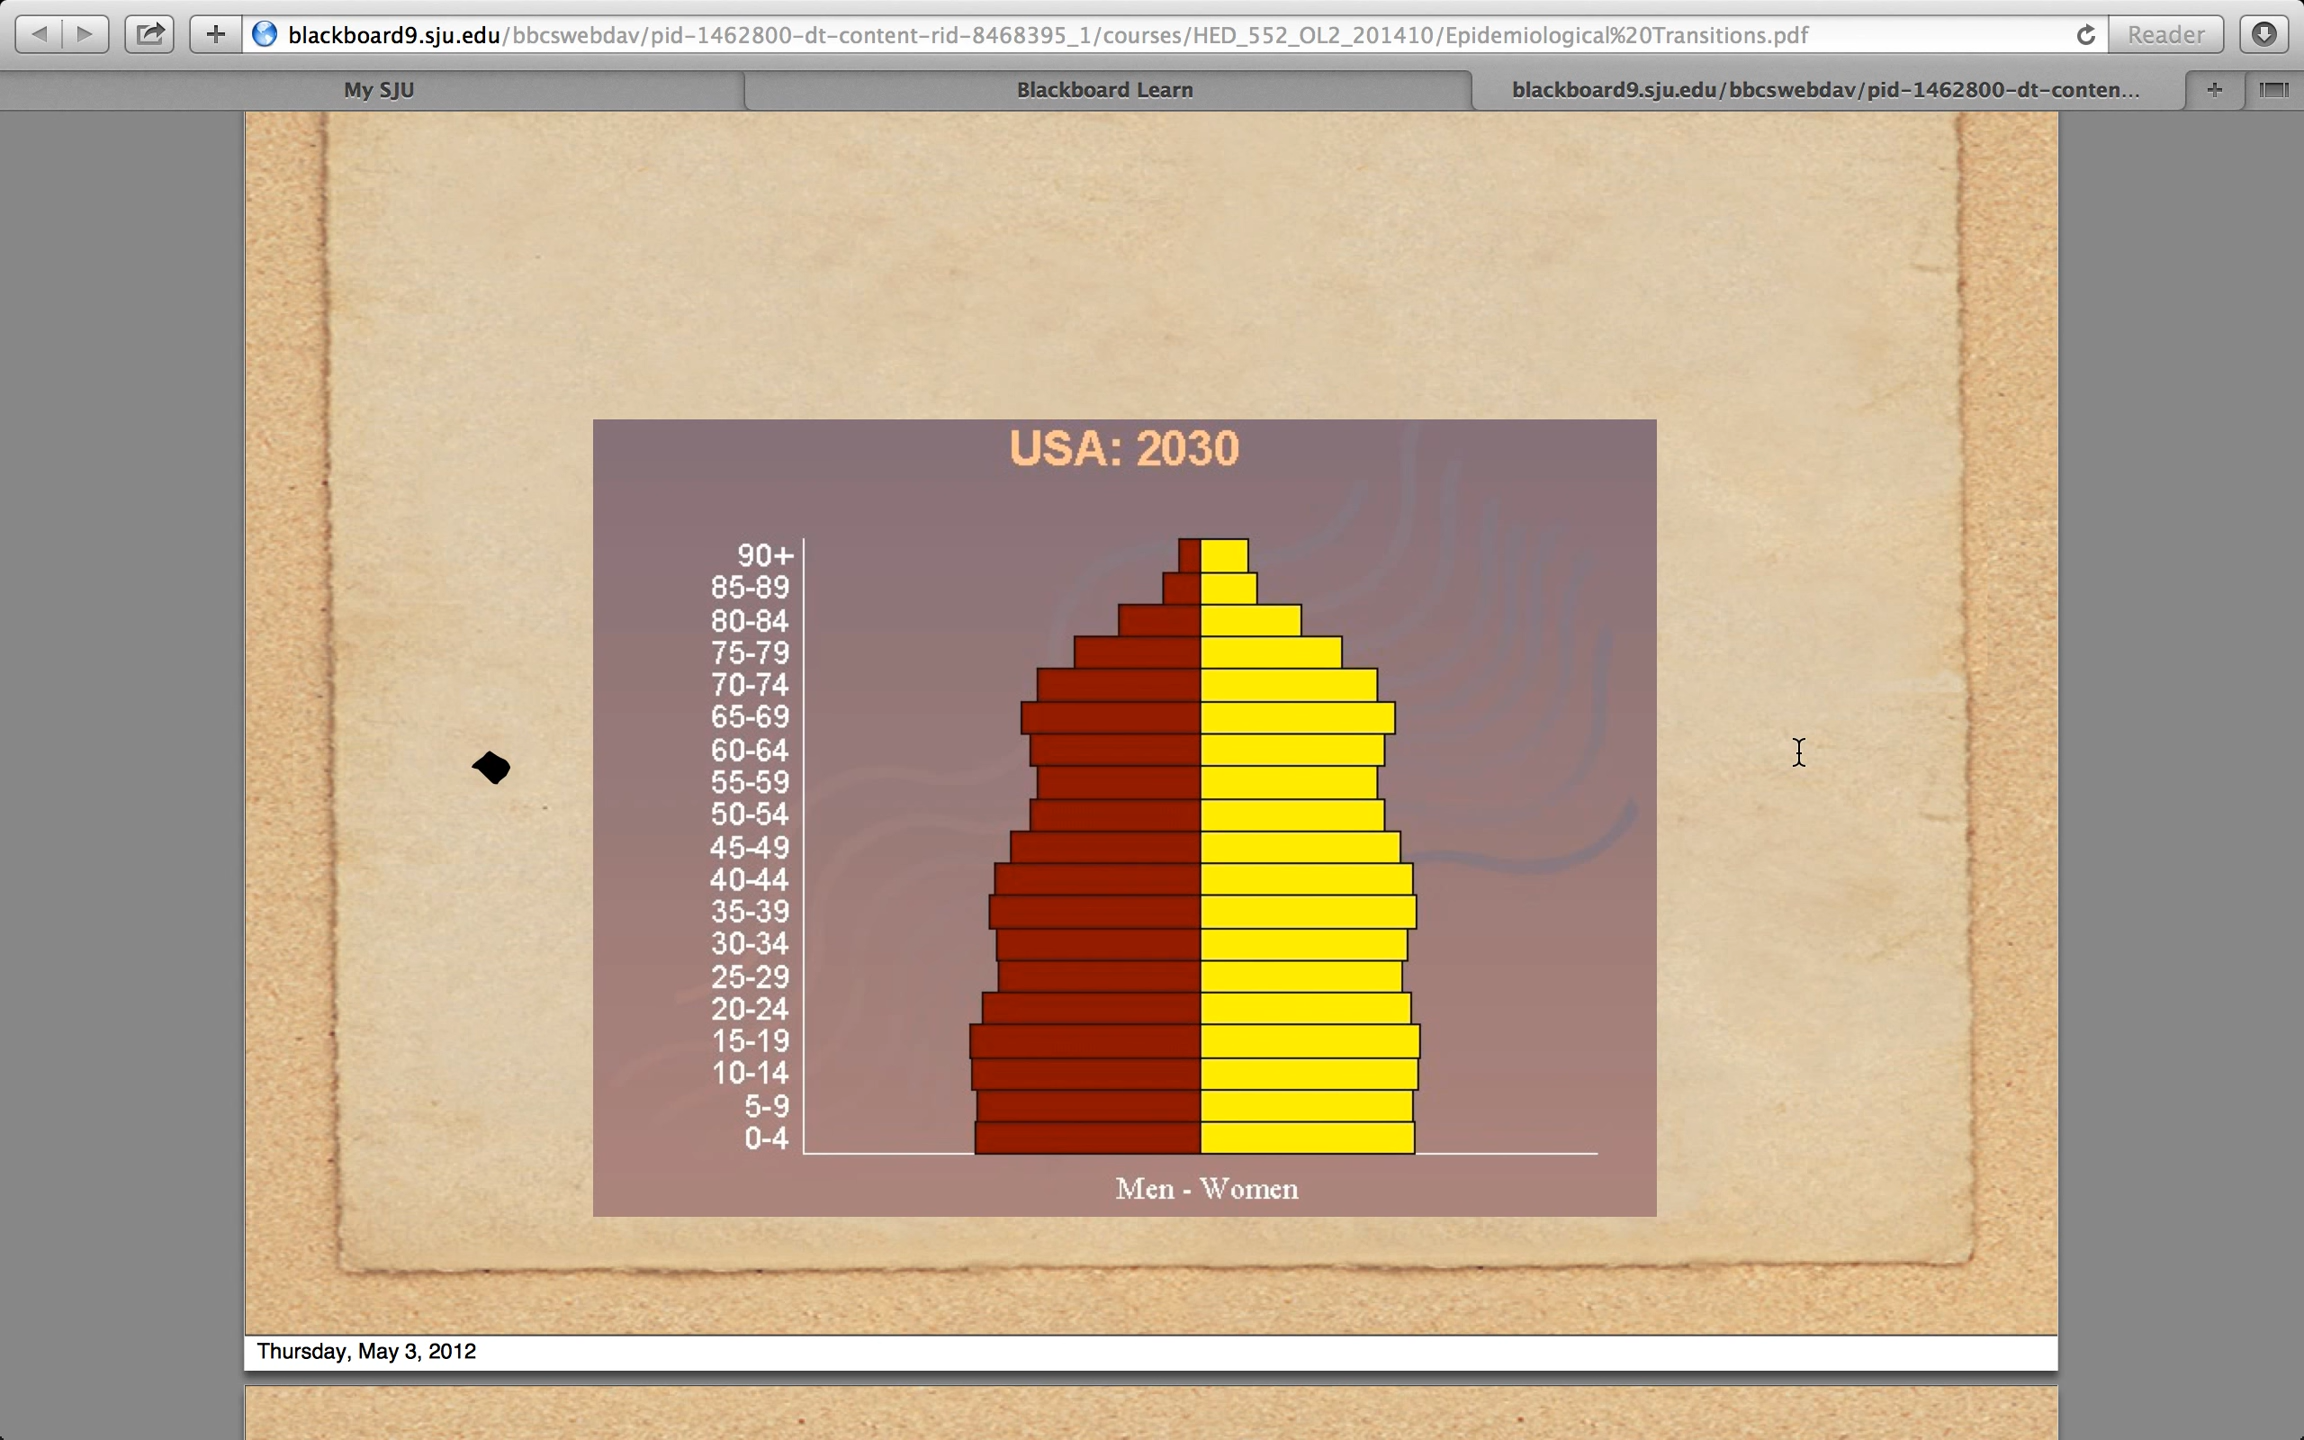 blackboard9.sju.edu/bbcswebdav/pid-1462800-dt-content-rid-8468395_1/courses/HED_552_OL2_201410/Epidemiological%20Transitions.pdf
Reader
My SJU
Blackboard Learn
blackboard9.sju.edu/bbcswebdav/pid-1462800-dt-conten...
USA: 2030
90+
85-89
80-84
75-79
70-74
65-69
60-64
55-59
50-54
45-49
40-44
35-39
30-34
25-29
20-24
15-19
10-14
5-9
0-4
Men - Women
Thursday, May 3, 2012